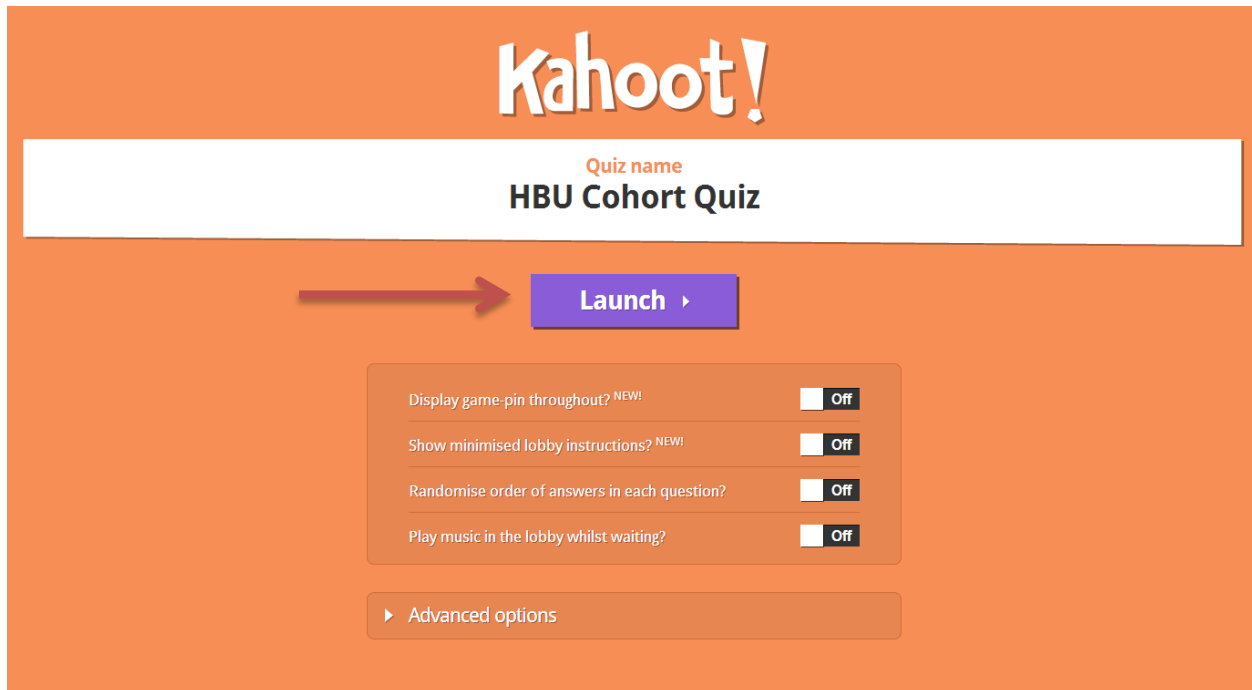 Kahoot!
Quiz name
HBU Cohort Quiz
Launch
Display game-pin throughout? NEW! Off
Show minimised lobby instructions? NEW! Off
Randomise order of answers in each question? Off
Play music in the lobby whilst waiting? Off
Advanced options